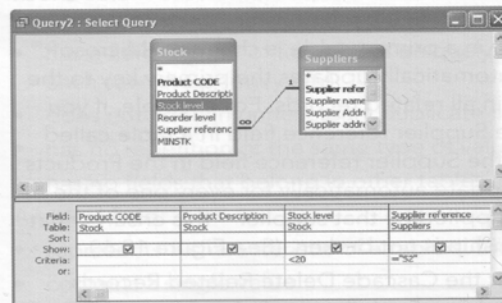 Query2 : Select Query
Stock
*
Product CODE
Product Descripti
Stock level
Reorder level
Supplier referenc
MINSTK
∞
1
Suppliers
*
Supplier refer
Supplier name
Supplier Addre
Supplier addre
Field: Product CODE Product Description Stock level Supplier reference
Table: Stock Stock Stock Suppliers
Sort:
Show:
Criteria: <20 ="S2"
or: